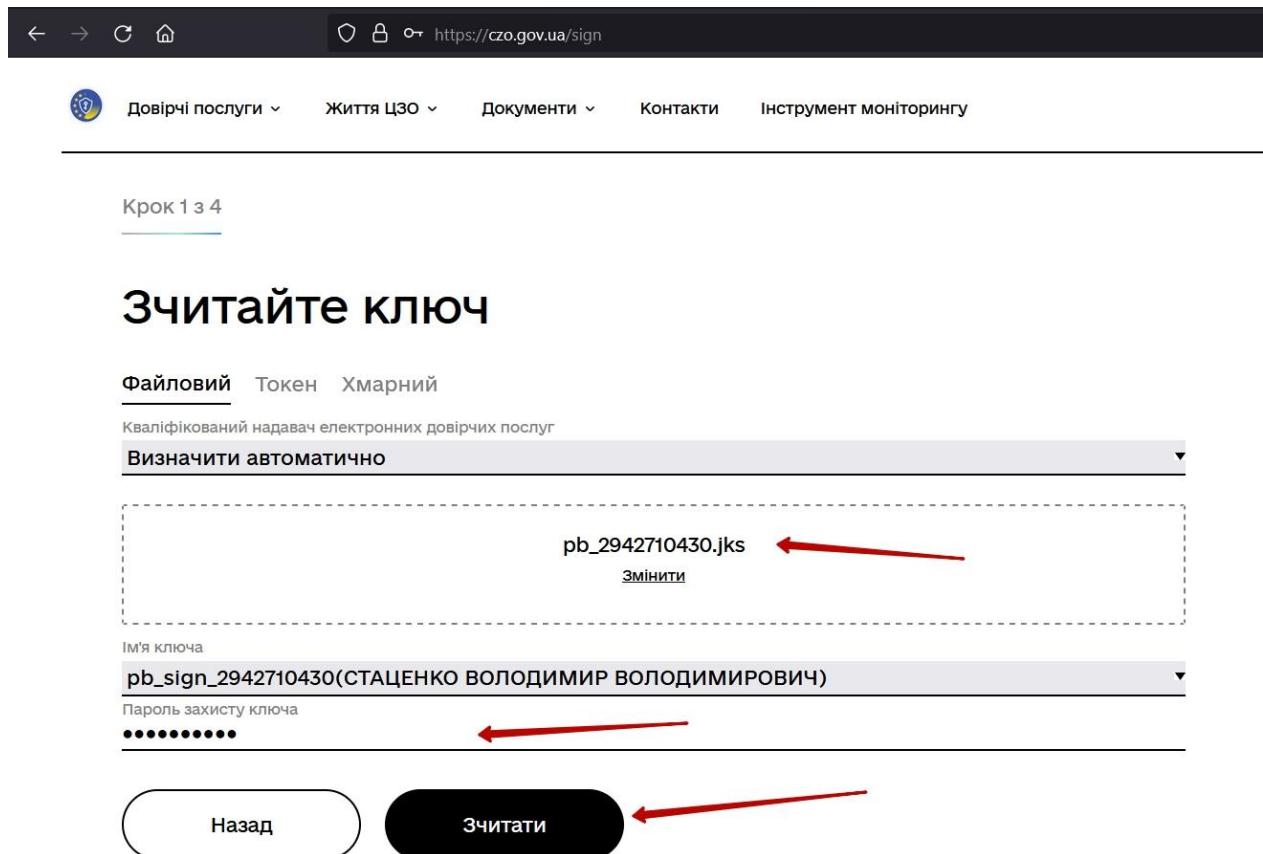 https://czo.gov.ua/sign
Довірчі послуги Життя ЦЗО Документи Контакти Інструмент моніторингу
Крок 1 з 4
Зчитайте ключ
Файловий Токен Хмарний
Кваліфікований надавач електронних довірчих послуг
Визначити автоматично
pb_2942710430.jks
Змінити
Ім'я ключа
pb_sign_2942710430(СТАЦЕНКО ВОЛОДИМИР ВОЛОДИМИРОВИЧ)
Пароль захисту ключа
••••••••••
Назад Зчитати